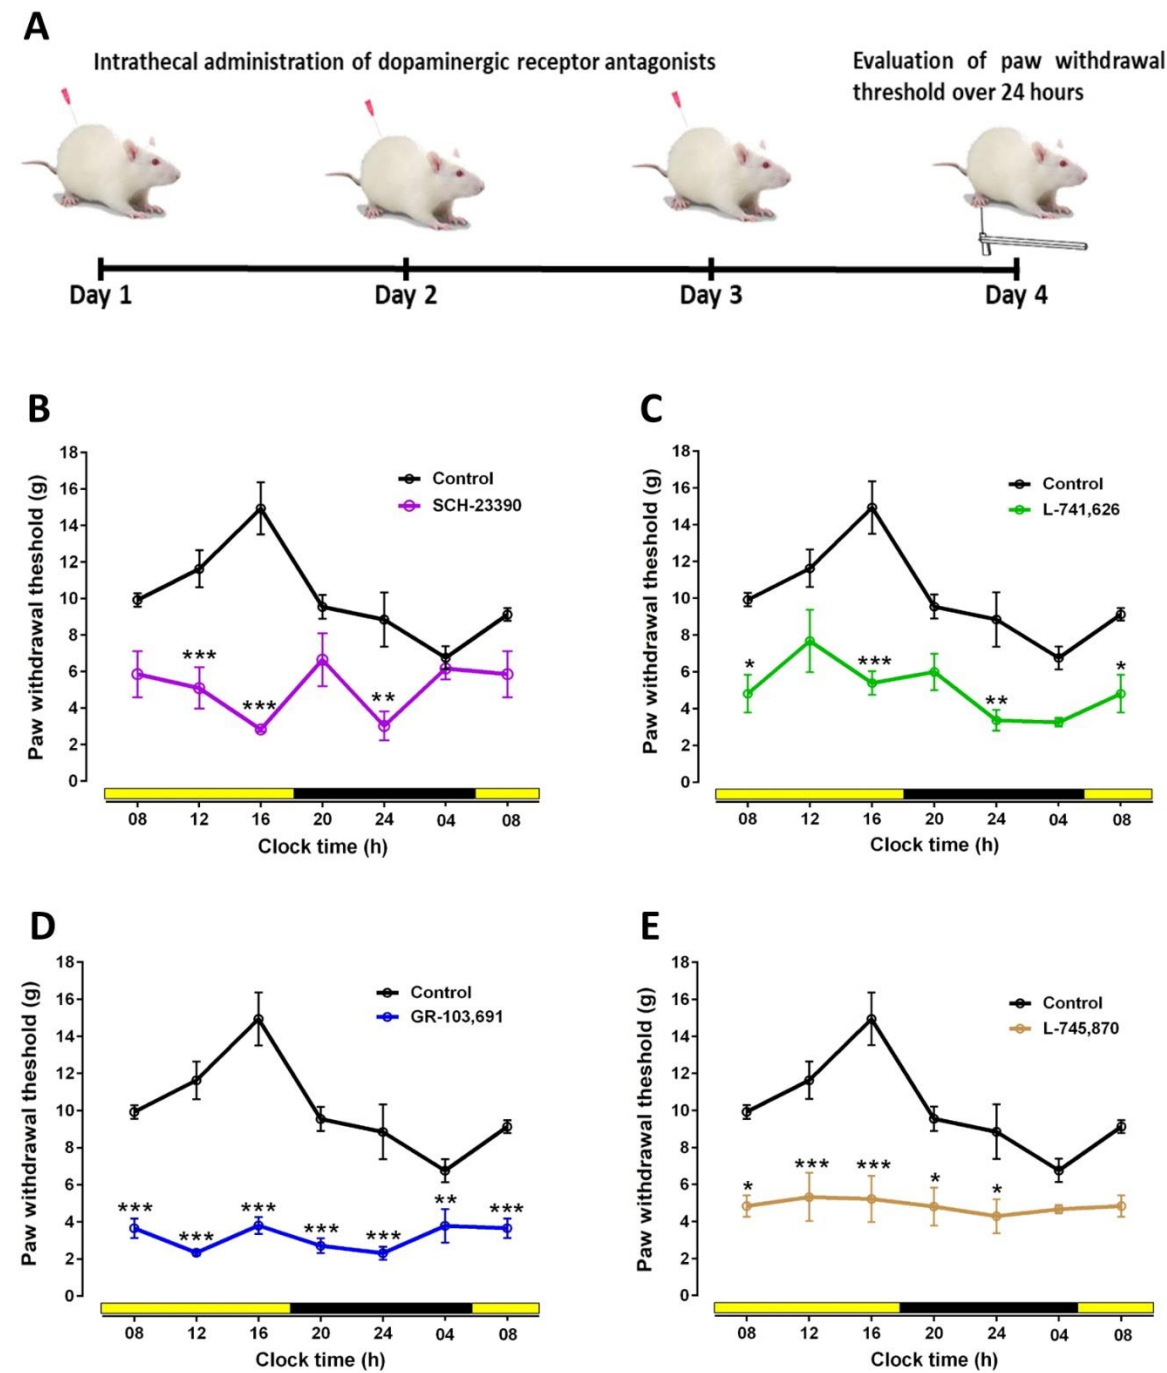 A
Intrathecal administration of dopaminergic receptor antagonists
Evaluation of paw withdrawal
threshold over 24 hours
Day 1
Day 2
Day 3
Day 4
B
Paw withdrawal theshold (g)
18
16
14
12
10
8
6
4
2
0
Control
SCH-23390
***
***
**
08 12 16 20 24 04 08
Clock time (h)
C
Paw withdrawal theshold (g)
18
16
14
12
10
8
6
4
2
0
Control
L-741,626
*
***
**
*
08 12 16 20 24 04 08
Clock time (h)
D
Paw withdrawal theshold (g)
18
16
14
12
10
8
6
4
2
0
Control
GR-103,691
***
***
***
***
***
**
***
08 12 16 20 24 04 08
Clock time (h)
E
Paw withdrawal theshold (g)
18
16
14
12
10
8
6
4
2
0
Control
L-745,870
*
***
***
*
*
08 12 16 20 24 04 08
Clock time (h)